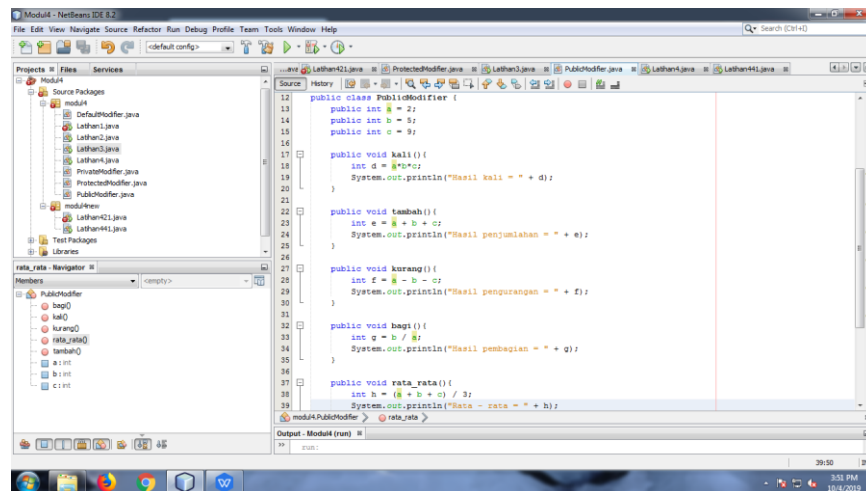 Modul4 - NetBeans IDE 8.2
File Edit View Navigate Source Refactor Run Debug Profile Team Tools Window Help
Search (Ctrl+I)
<default config>
Projects Files Services
Modul4
Source Packages
modul4
DefaultModifier.java
Latihan1.java
Latihan2.java
Latihan3.java
Latihan4.java
PrivateModifier.java
ProtectedModifier.java
PublicModifier.java
modul4new
Latihan421.java
Latihan441.java
Test Packages
Libraries
rata_rata - Navigator
Members <empty>
PublicModifier
bagi()
kali()
kurang()
rata_rata()
tambah()
a : int
b : int
c : int
...ava Latihan421.java ProtectedModifier.java Latihan3.java PublicModifier.java Latihan4.java Latihan441.java
Source History
12 public class PublicModifier {
13 public int a = 2;
14 public int b = 5;
15 public int c = 9;
16
17 public void kali(){
18 int d = a*b*c;
19 System.out.println("Hasil kali = " + d);
20 }
21
22 public void tambah(){
23 int e = a + b + c;
24 System.out.println("Hasil penjumlahan = " + e);
25 }
26
27 public void kurang(){
28 int f = a - b - c;
29 System.out.println("Hasil pengurangan = " + f);
30 }
31
32 public void bagi(){
33 int g = b / a;
34 System.out.println("Hasil pembagian = " + g);
35 }
36
37 public void rata_rata(){
38 int h = (a + b + c) / 3;
39 System.out.println("Rata - rata = " + h);
modul4.PublicModifier rata_rata
Output - Modul4 (run)
run:
39:50
3:51 PM
10/4/2019